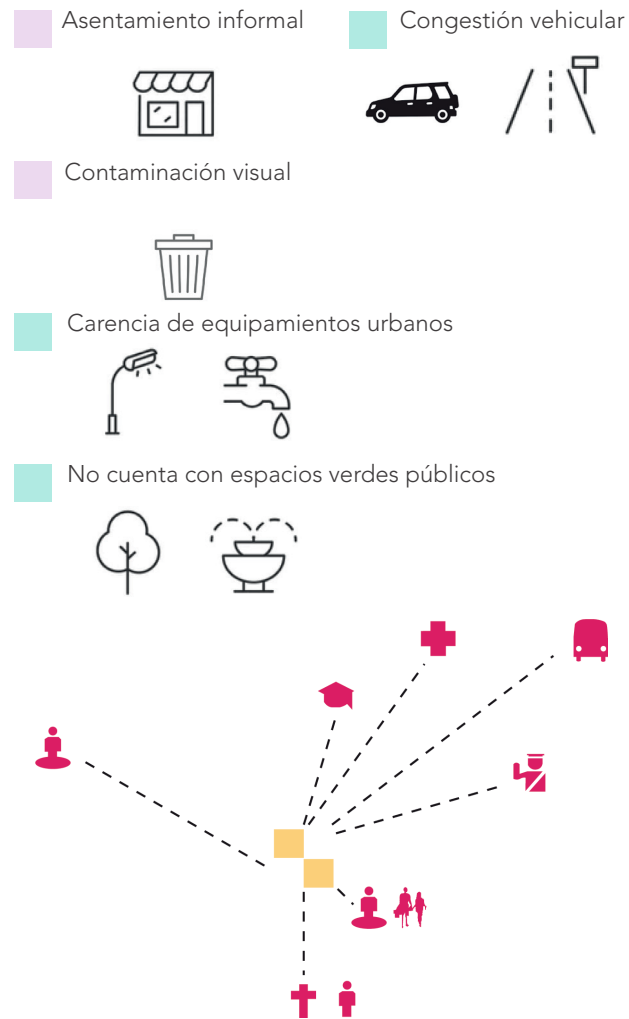 Asentamiento informal
Congestión vehicular
Contaminación visual
Carencia de equipamientos urbanos
No cuenta con espacios verdes públicos